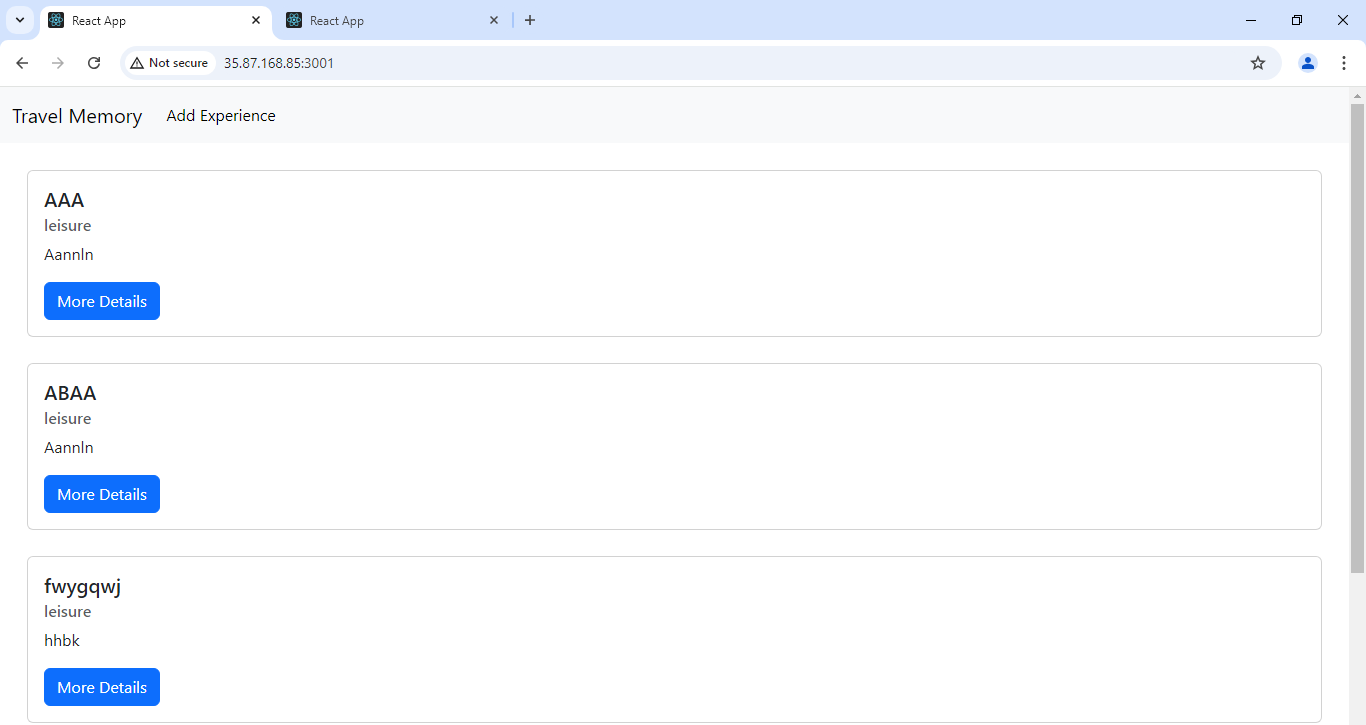 React App
React App
Not secure
35.87.168.85:3001
Travel Memory
Add Experience
AAA
leisure
Aannln
More Details
ABAA
leisure
Aannln
More Details
fwygqwj
leisure
hhbk
More Details